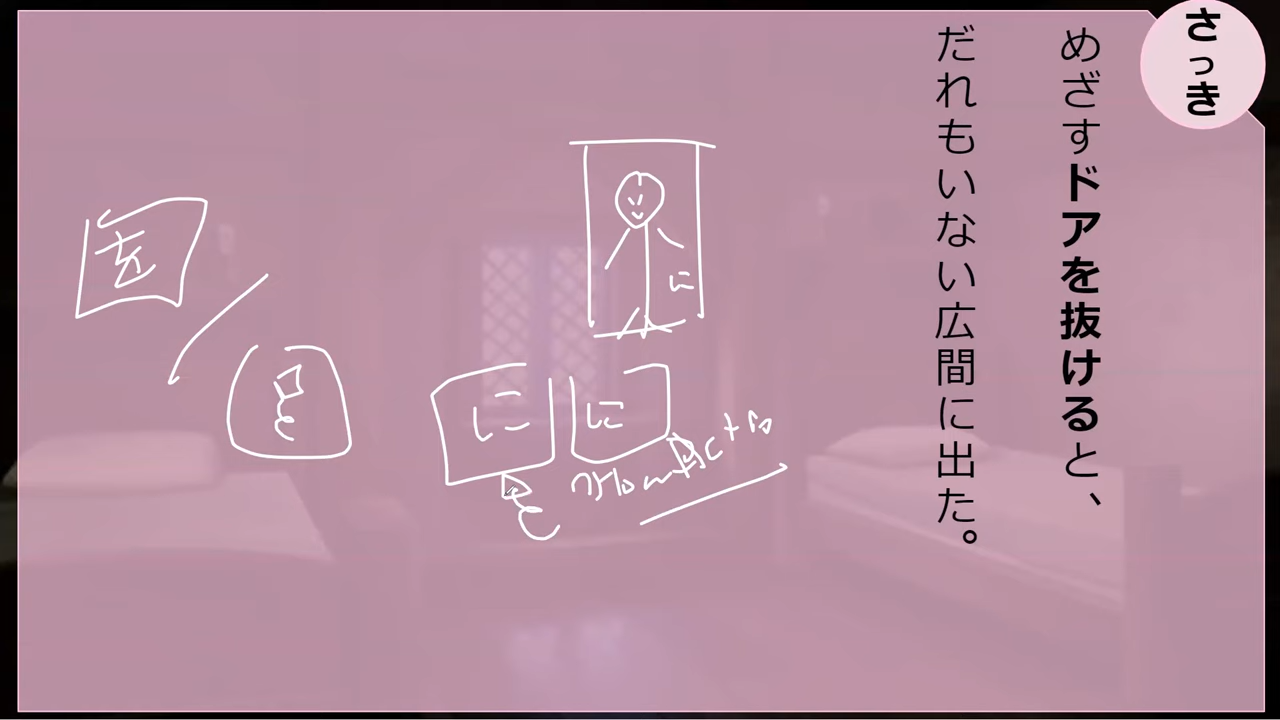 さっき
めざすドアを抜けると、
だれもいない広間に出た。
を
に
に
に